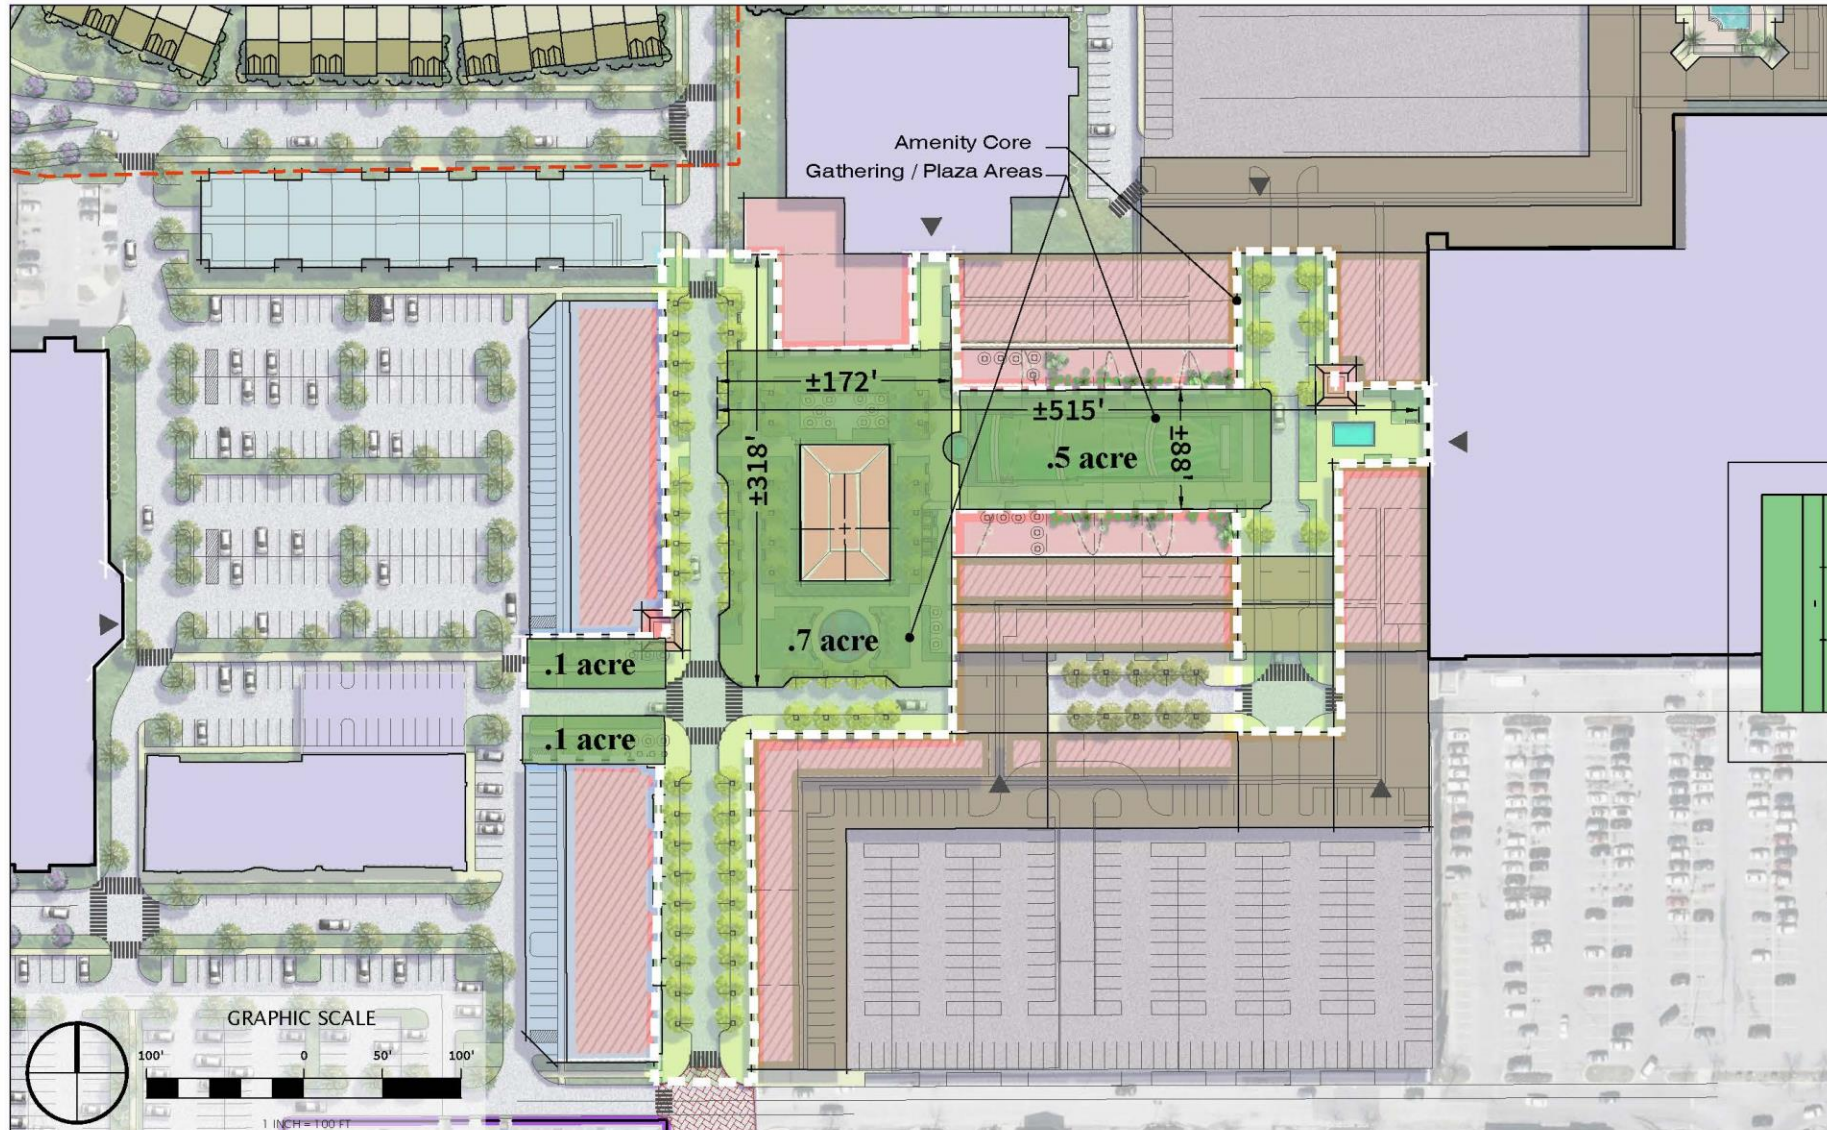 Amenity Core
Gathering / Plaza Areas
±172'
±515'
±318'
±88'
.5 acre
.7 acre
.1 acre
.1 acre
GRAPHIC SCALE
100' 0 50' 100'
1 INCH = 100 FT